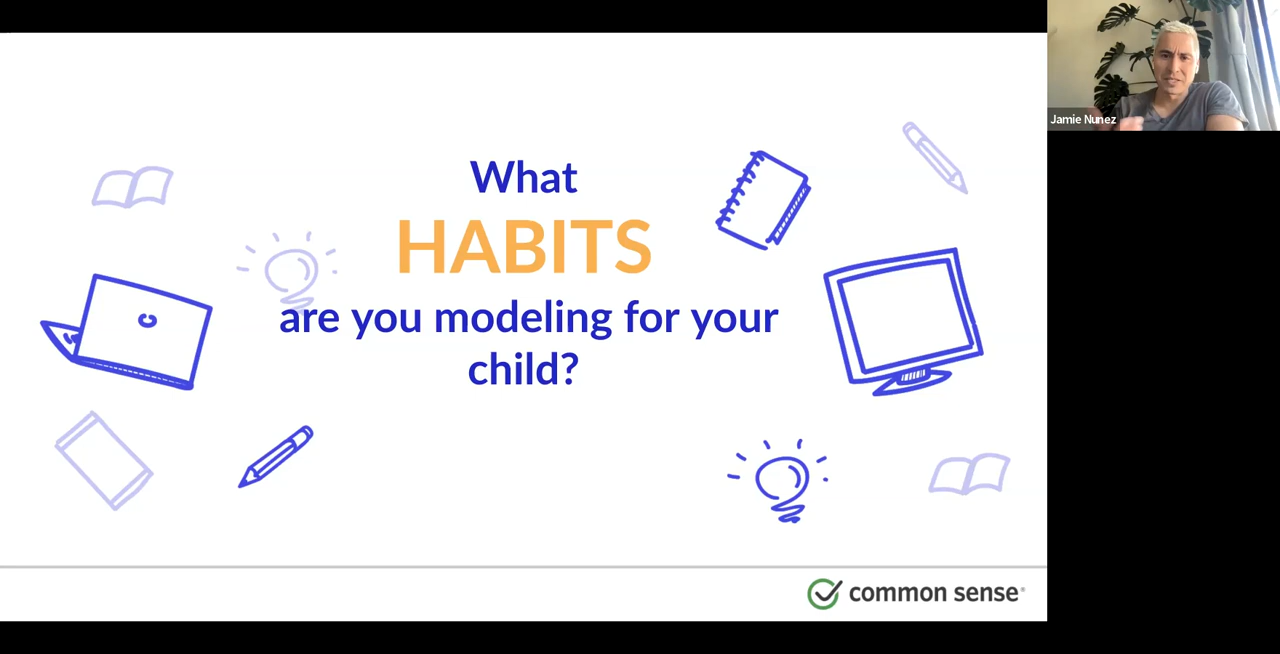 What
HABITS
are you modeling for your
child?
common sense®
Jamie Nunez